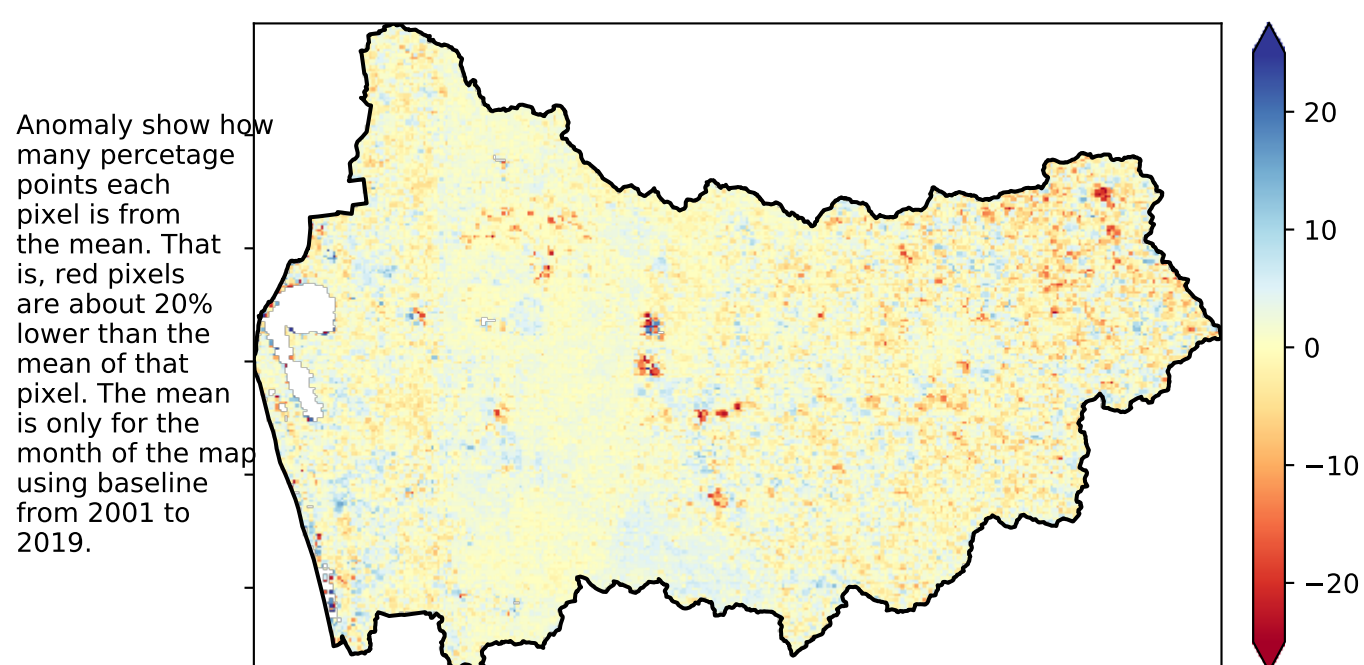 Anomaly show how
many percetage
points each
pixel is from
the mean. That
is, red pixels
are about 20%
lower than the
mean of that
pixel. The mean
is only for the
month of the map
using baseline
from 2001 to
2019.
20
10
0
−10
−20